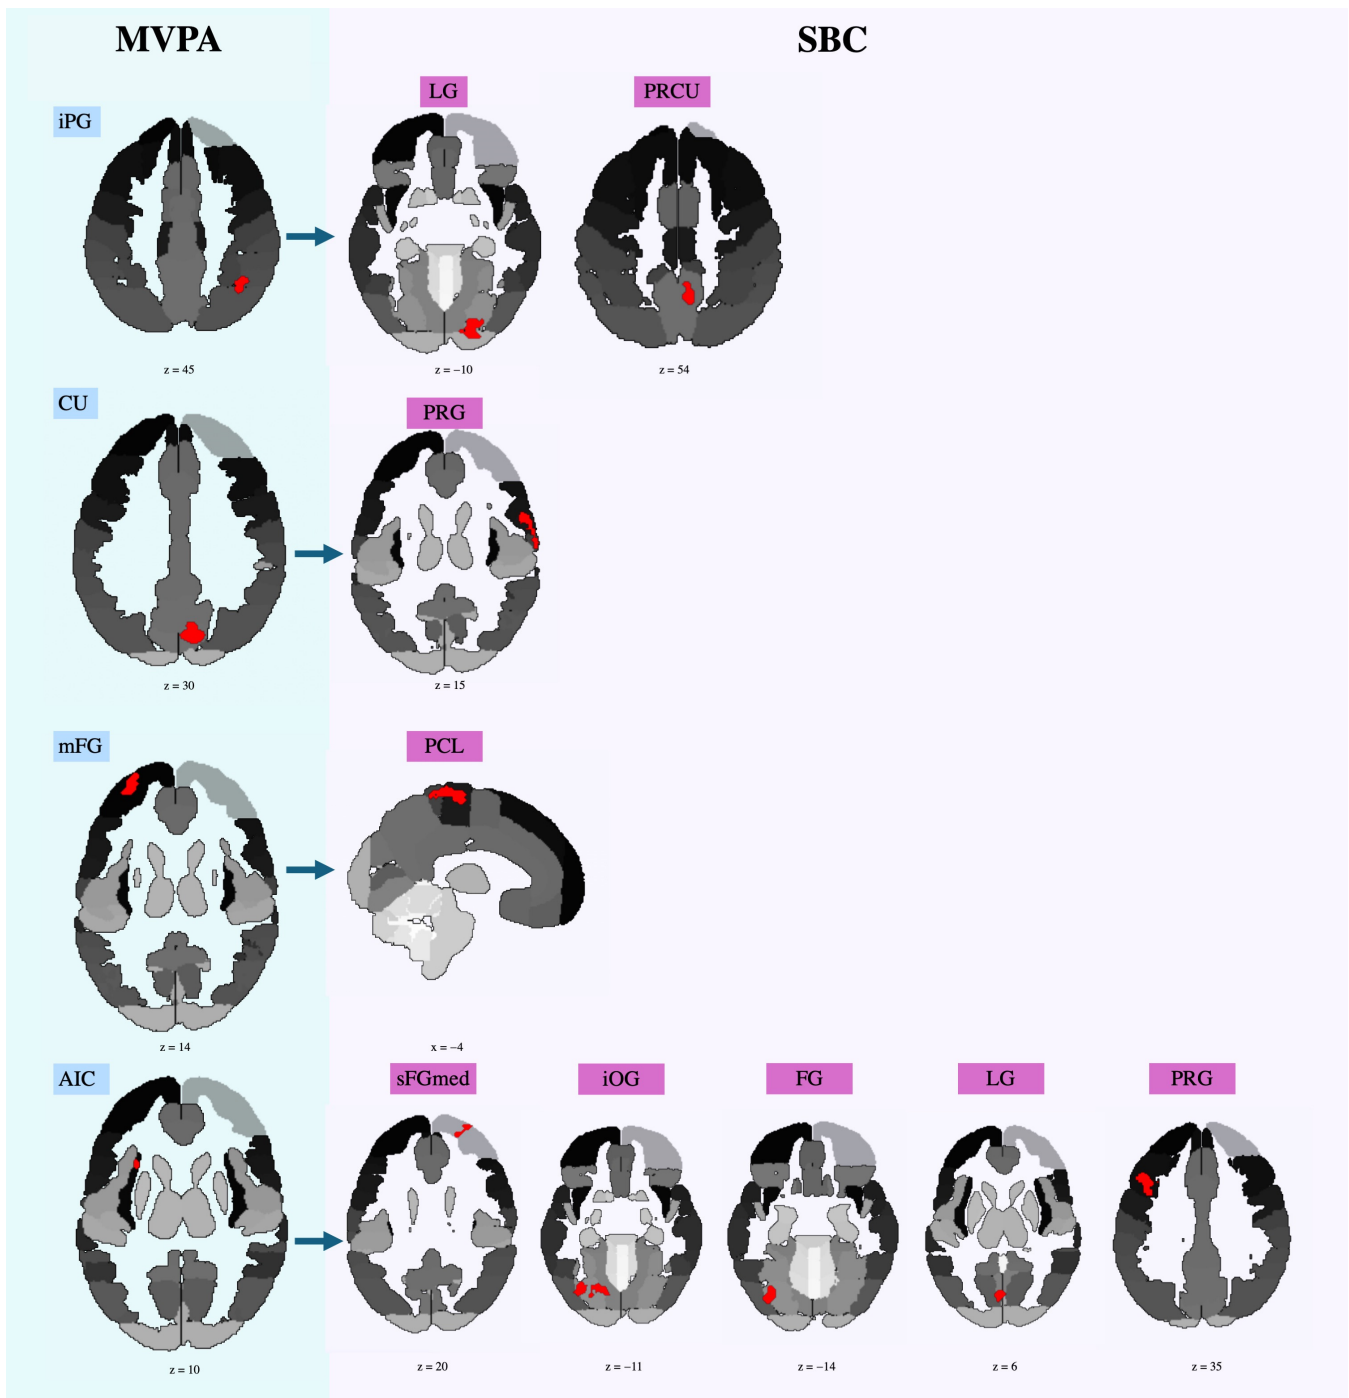 MVPA
SBC
iPG
LG
PRCU
z = 45
z = −10
z = 54
CU
PRG
z = 30
z = 15
mFG
PCL
z = 14
x = −4
AIC
sFGmed
iOG
FG
LG
PRG
z = 10
z = 20
z = −11
z = −14
z = 6
z = 35